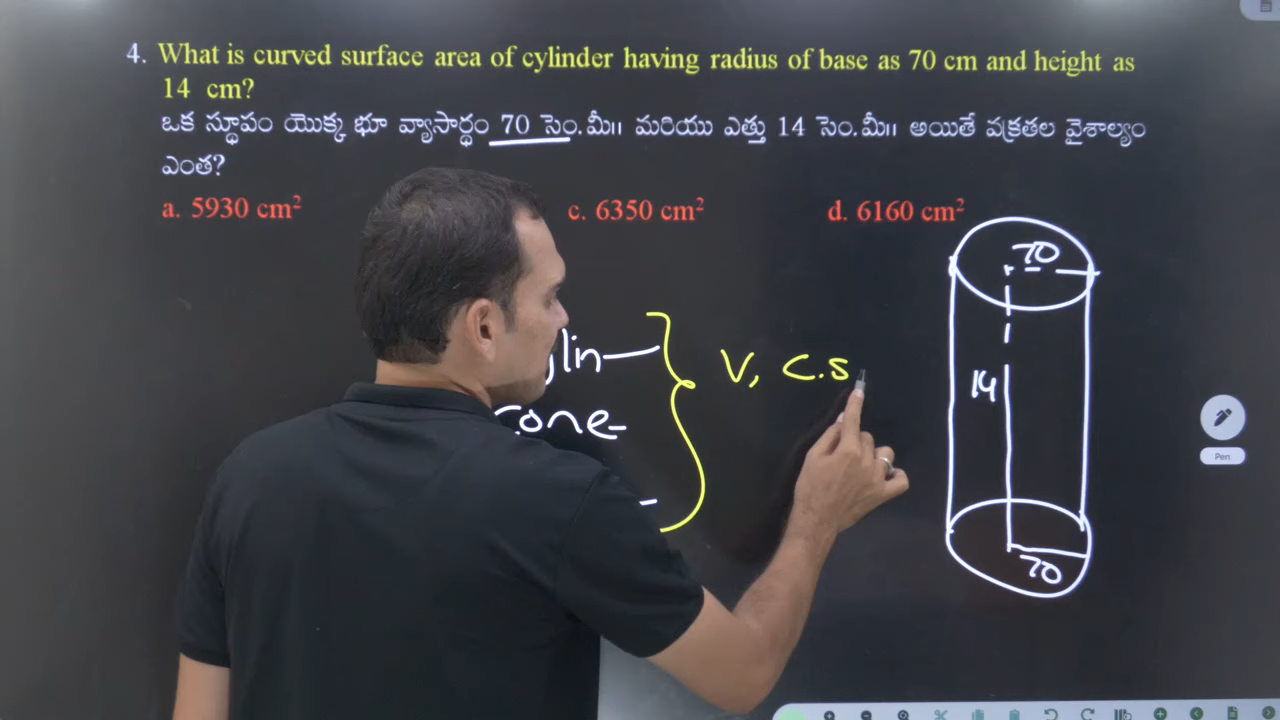 4. What is curved surface area of cylinder having radius of base as 70 cm and height as
14 cm?
ఒక స్థూపం యొక్క భూ వ్యాసార్థం 70 సెం.మీ॥ మరియు ఎత్తు 14 సెం.మీ॥ అయితే వక్రతల వైశాల్యం
ఎంత?
a. 5930 cm² c. 6350 cm² d. 6160 cm²
70
V, C.S
14
cone
70
Pen